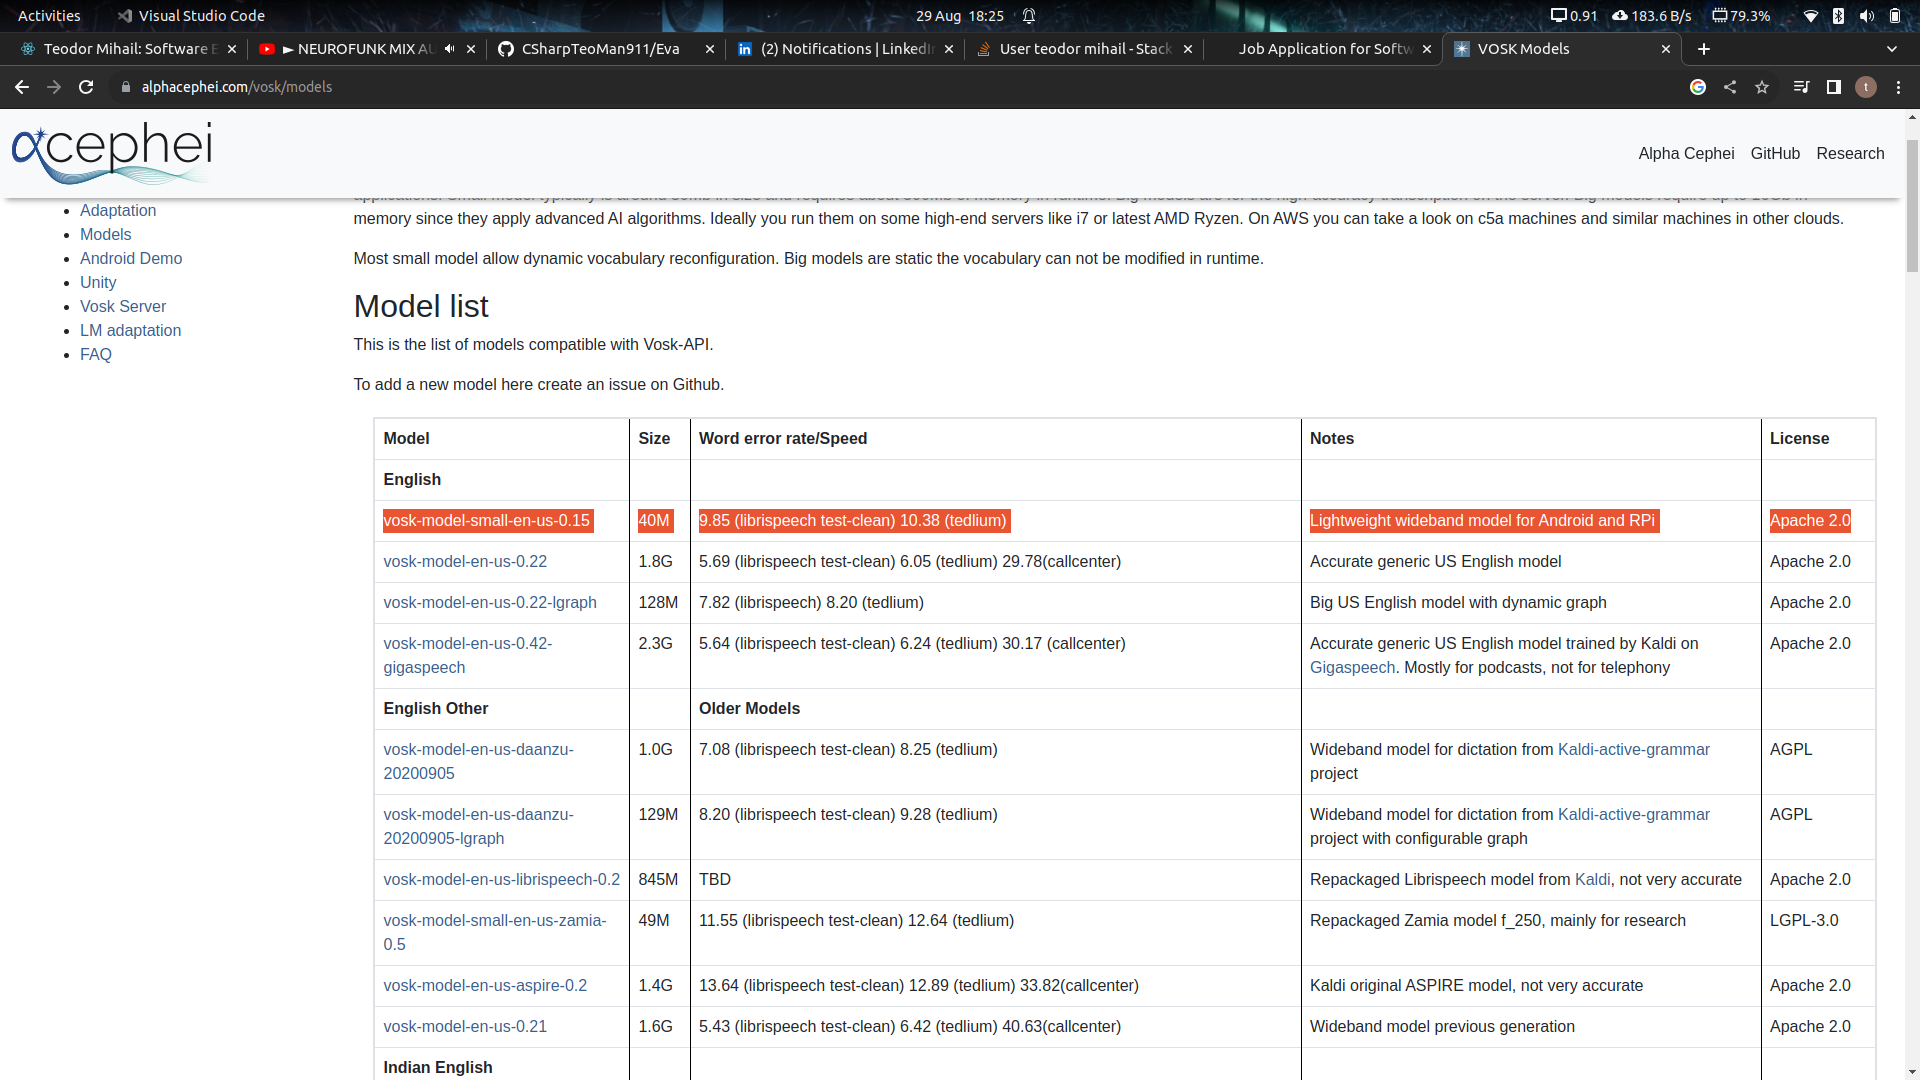 Activities Visual Studio Code 29 Aug 18:25 0.91 183.6 B/s 79.3%
Teodor Mihail: Software E ► NEUROFUNK MIX AU CSharpTeoMan911/Eva (2) Notifications | LinkedIn User teodor mihail - Stack Job Application for Softw VOSK Models
alphacephei.com/vosk/models t
αcephei
Alpha Cephei GitHub Research
Adaptation
Models
Android Demo
Unity
Vosk Server
LM adaptation
FAQ
memory since they apply advanced AI algorithms. Ideally you run them on some high-end servers like i7 or latest AMD Ryzen. On AWS you can take a look on c5a machines and similar machines in other clouds.
Most small model allow dynamic vocabulary reconfiguration. Big models are static the vocabulary can not be modified in runtime.
Model list
This is the list of models compatible with Vosk-API.
To add a new model here create an issue on Github.
Model Size Word error rate/Speed Notes License
English
vosk-model-small-en-us-0.15 40M 9.85 (librispeech test-clean) 10.38 (tedlium) Lightweight wideband model for Android and RPi Apache 2.0
vosk-model-en-us-0.22 1.8G 5.69 (librispeech test-clean) 6.05 (tedlium) 29.78(callcenter) Accurate generic US English model Apache 2.0
vosk-model-en-us-0.22-lgraph 128M 7.82 (librispeech) 8.20 (tedlium) Big US English model with dynamic graph Apache 2.0
vosk-model-en-us-0.42- 2.3G 5.64 (librispeech test-clean) 6.24 (tedlium) 30.17 (callcenter) Accurate generic US English model trained by Kaldi on Apache 2.0
gigaspeech Gigaspeech. Mostly for podcasts, not for telephony
English Other Older Models
vosk-model-en-us-daanzu- 1.0G 7.08 (librispeech test-clean) 8.25 (tedlium) Wideband model for dictation from Kaldi-active-grammar AGPL
20200905 project
vosk-model-en-us-daanzu- 129M 8.20 (librispeech test-clean) 9.28 (tedlium) Wideband model for dictation from Kaldi-active-grammar AGPL
20200905-lgraph project with configurable graph
vosk-model-en-us-librispeech-0.2 845M TBD Repackaged Librispeech model from Kaldi, not very accurate Apache 2.0
vosk-model-small-en-us-zamia- 49M 11.55 (librispeech test-clean) 12.64 (tedlium) Repackaged Zamia model f_250, mainly for research LGPL-3.0
0.5
vosk-model-en-us-aspire-0.2 1.4G 13.64 (librispeech test-clean) 12.89 (tedlium) 33.82(callcenter) Kaldi original ASPIRE model, not very accurate Apache 2.0
vosk-model-en-us-0.21 1.6G 5.43 (librispeech test-clean) 6.42 (tedlium) 40.63(callcenter) Wideband model previous generation Apache 2.0
Indian English